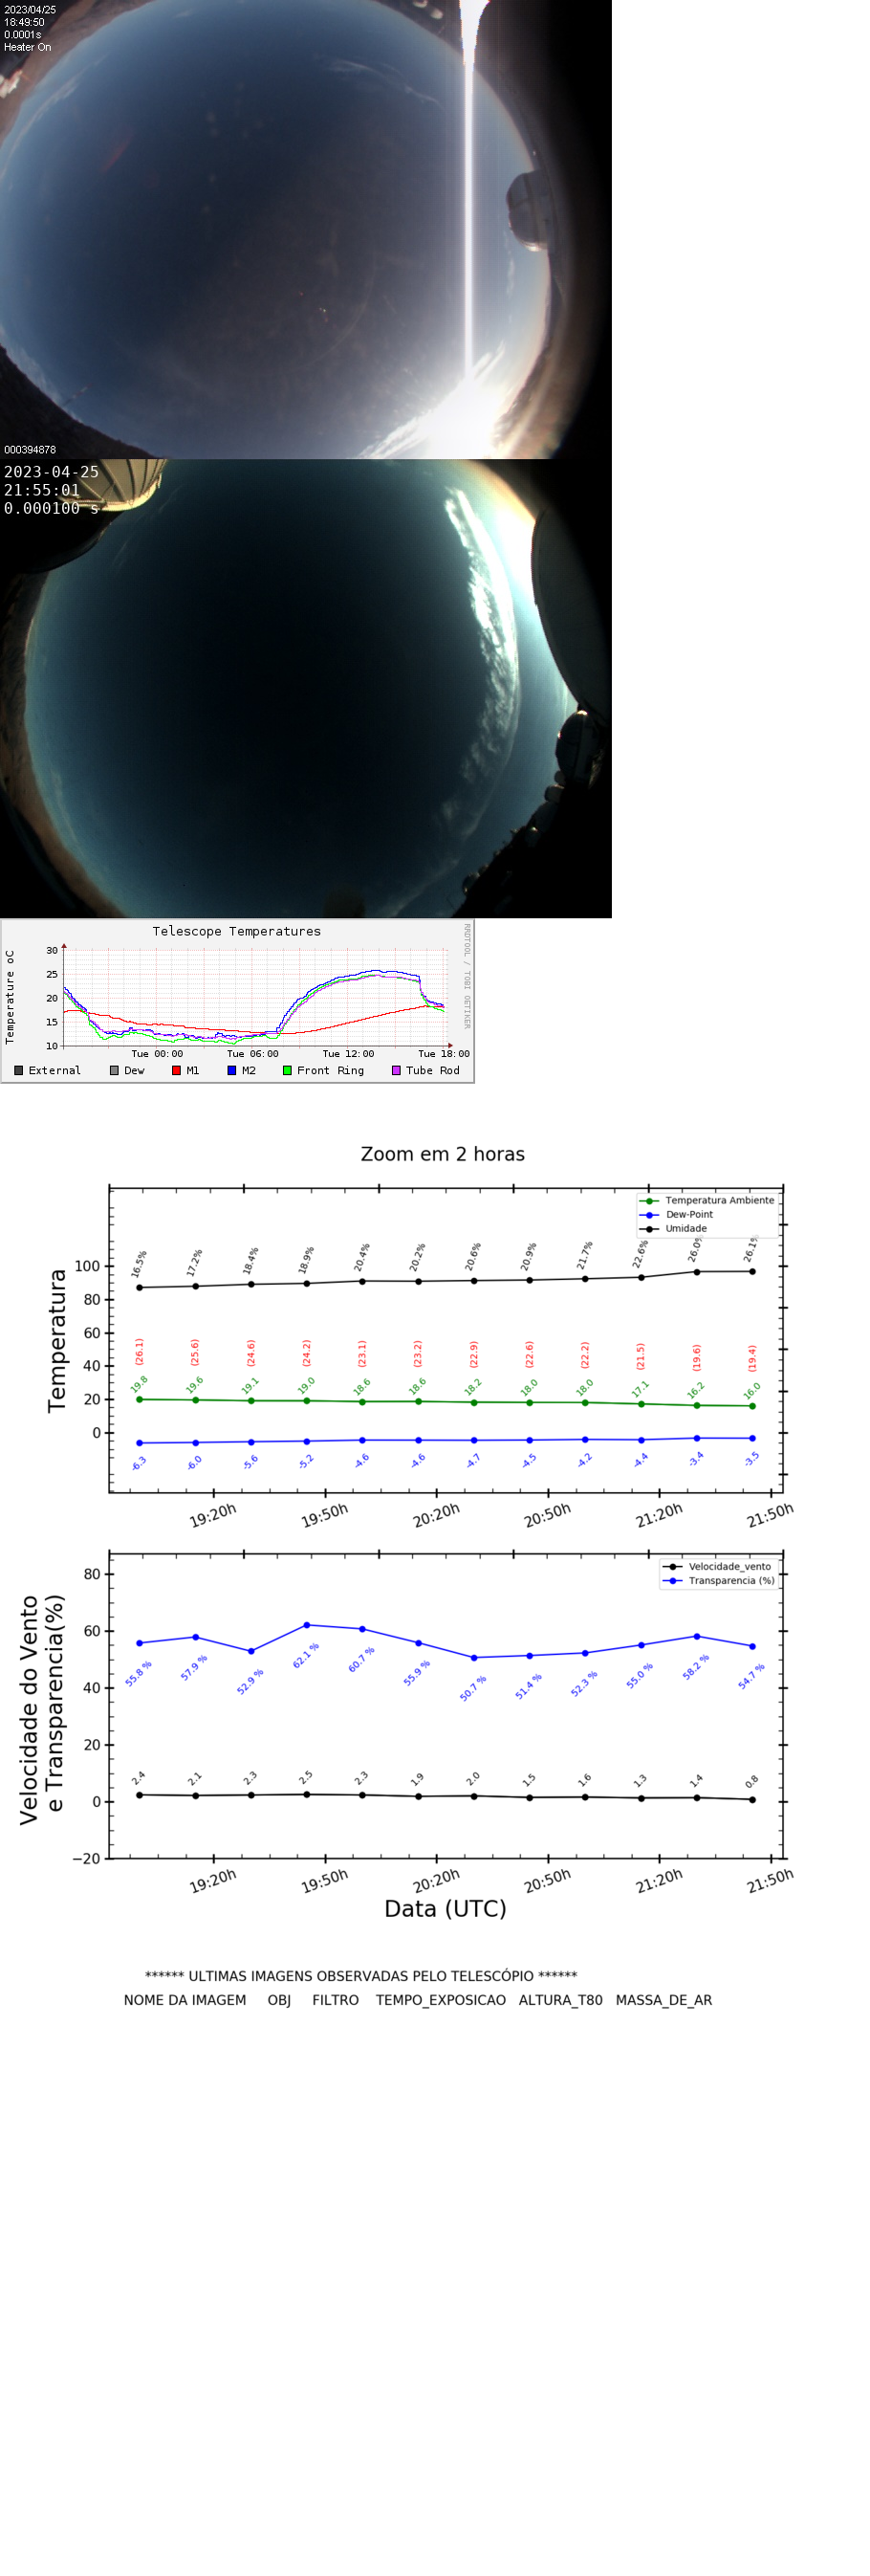 2023/04/25
18:49:50
0.0001s
Heater On
000394878
2023-04-25
21:55:01
0.000100 s
Telescope Temperatures
RRDTOOL / TOBI OETIKER
Temperature oC
30
25
20
15
10
Tue 00:00 Tue 06:00 Tue 12:00 Tue 18:00
External Dew M1 M2 Front Ring Tube Rod
Zoom em 2 horas
Temperatura Ambiente
Dew-Point
Umidade
Temperatura
100
80
60
40
20
0
16.5% 17.2% 18.4% 18.9% 20.4% 20.2% 20.6% 20.9% 21.7% 22.6% 26.0% 26.1%
(26.1) (25.6) (24.6) (24.2) (23.1) (23.2) (22.9) (22.6) (22.2) (21.5) (19.6) (19.4)
19.8 19.6 19.1 19.0 18.6 18.6 18.2 18.0 18.0 17.1 16.2 16.0
-6.3 -6.0 -5.6 -5.2 -4.6 -4.6 -4.7 -4.5 -4.2 -4.4 -3.4 -3.5
19:20h 19:50h 20:20h 20:50h 21:20h 21:50h
Velocidade_vento
Transparencia (%)
Velocidade do Vento
e Transparencia(%)
80
60
40
20
0
−20
55.8 % 57.9 % 52.9 % 62.1 % 60.7 % 55.9 % 50.7 % 51.4 % 52.3 % 55.0 % 58.2 % 54.7 %
2.4 2.1 2.3 2.5 2.3 1.9 2.0 1.5 1.6 1.3 1.4 0.8
19:20h 19:50h 20:20h 20:50h 21:20h 21:50h
Data (UTC)
****** ULTIMAS IMAGENS OBSERVADAS PELO TELESCÓPIO ******
NOME DA IMAGEM OBJ FILTRO TEMPO_EXPOSICAO ALTURA_T80 MASSA_DE_AR